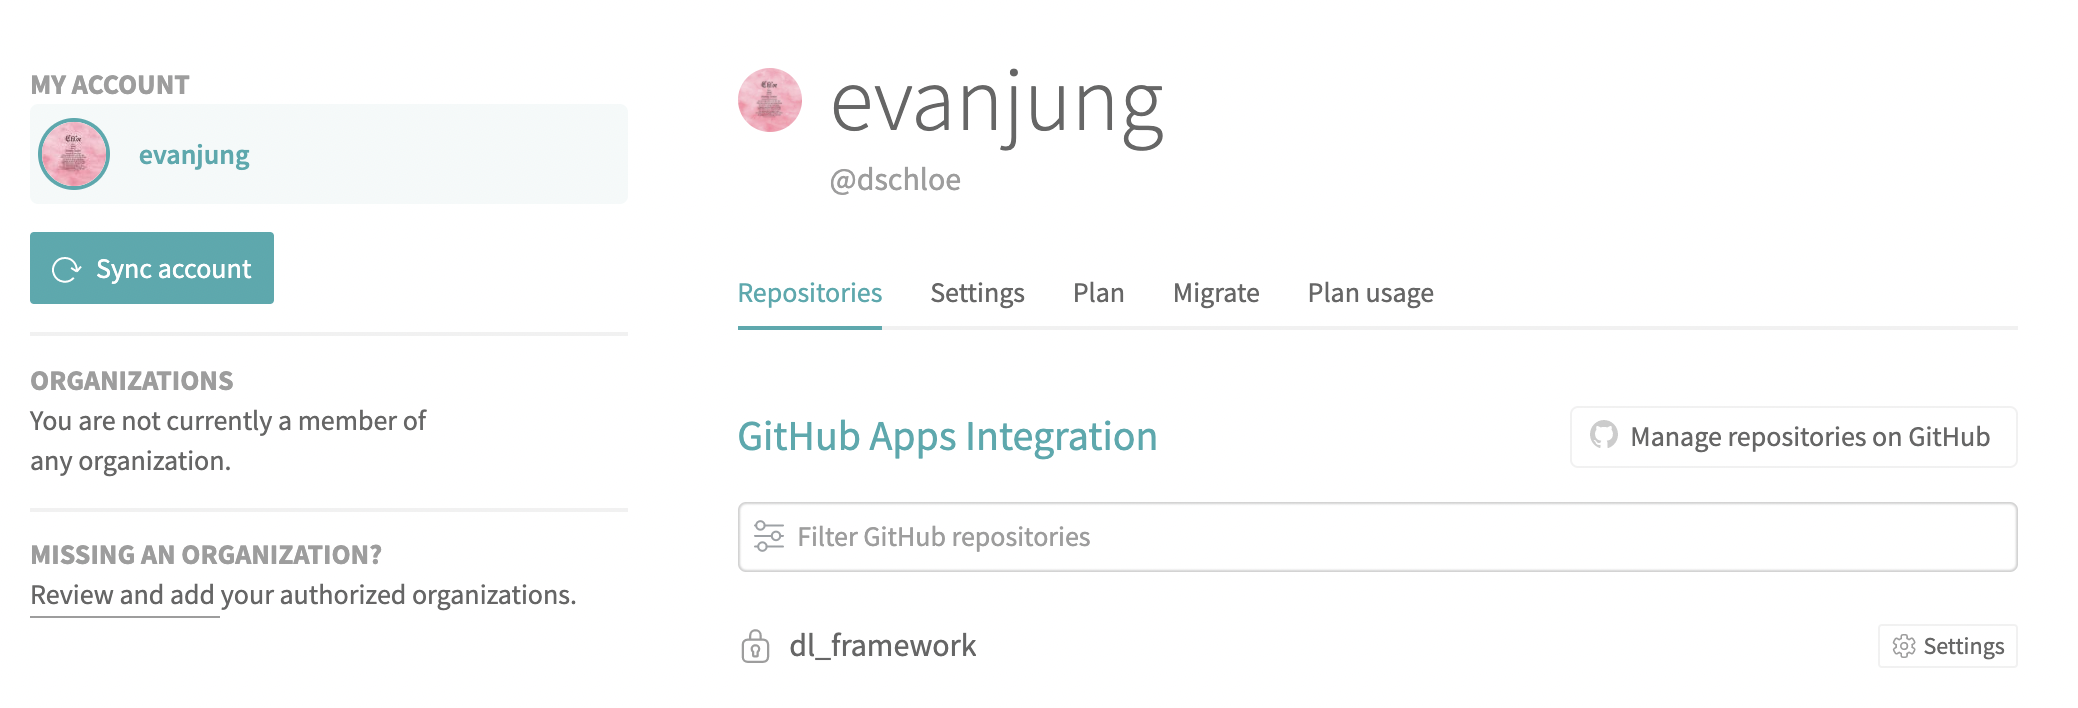 MY ACCOUNT
evanjung
Sync account
ORGANIZATIONS
You are not currently a member of
any organization.
MISSING AN ORGANIZATION?
Review and add your authorized organizations.
evanjung
@dschloe
Repositories Settings Plan Migrate Plan usage
GitHub Apps Integration
Manage repositories on GitHub
Filter GitHub repositories
dl_framework
Settings